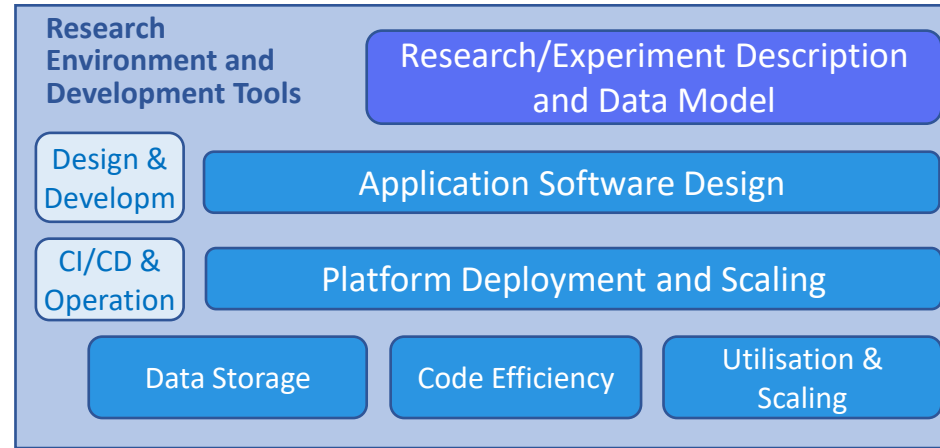 Research
Environment and
Development Tools
Research/Experiment Description
and Data Model
Design &
Developm
Application Software Design
CI/CD &
Operation
Platform Deployment and Scaling
Data Storage
Code Efficiency
Utilisation &
Scaling